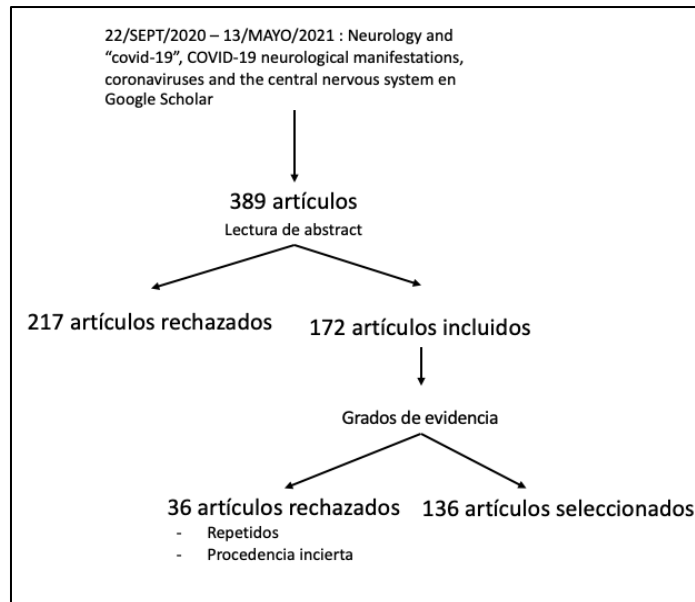 22/SEPT/2020 – 13/MAYO/2021 : Neurology and
“covid-19”, COVID-19 neurological manifestations,
coronaviruses and the central nervous system en
Google Scholar
389 artículos
Lectura de abstract
217 artículos rechazados
172 artículos incluidos
Grados de evidencia
36 artículos rechazados
- Repetidos
- Procedencia incierta
136 artículos seleccionados